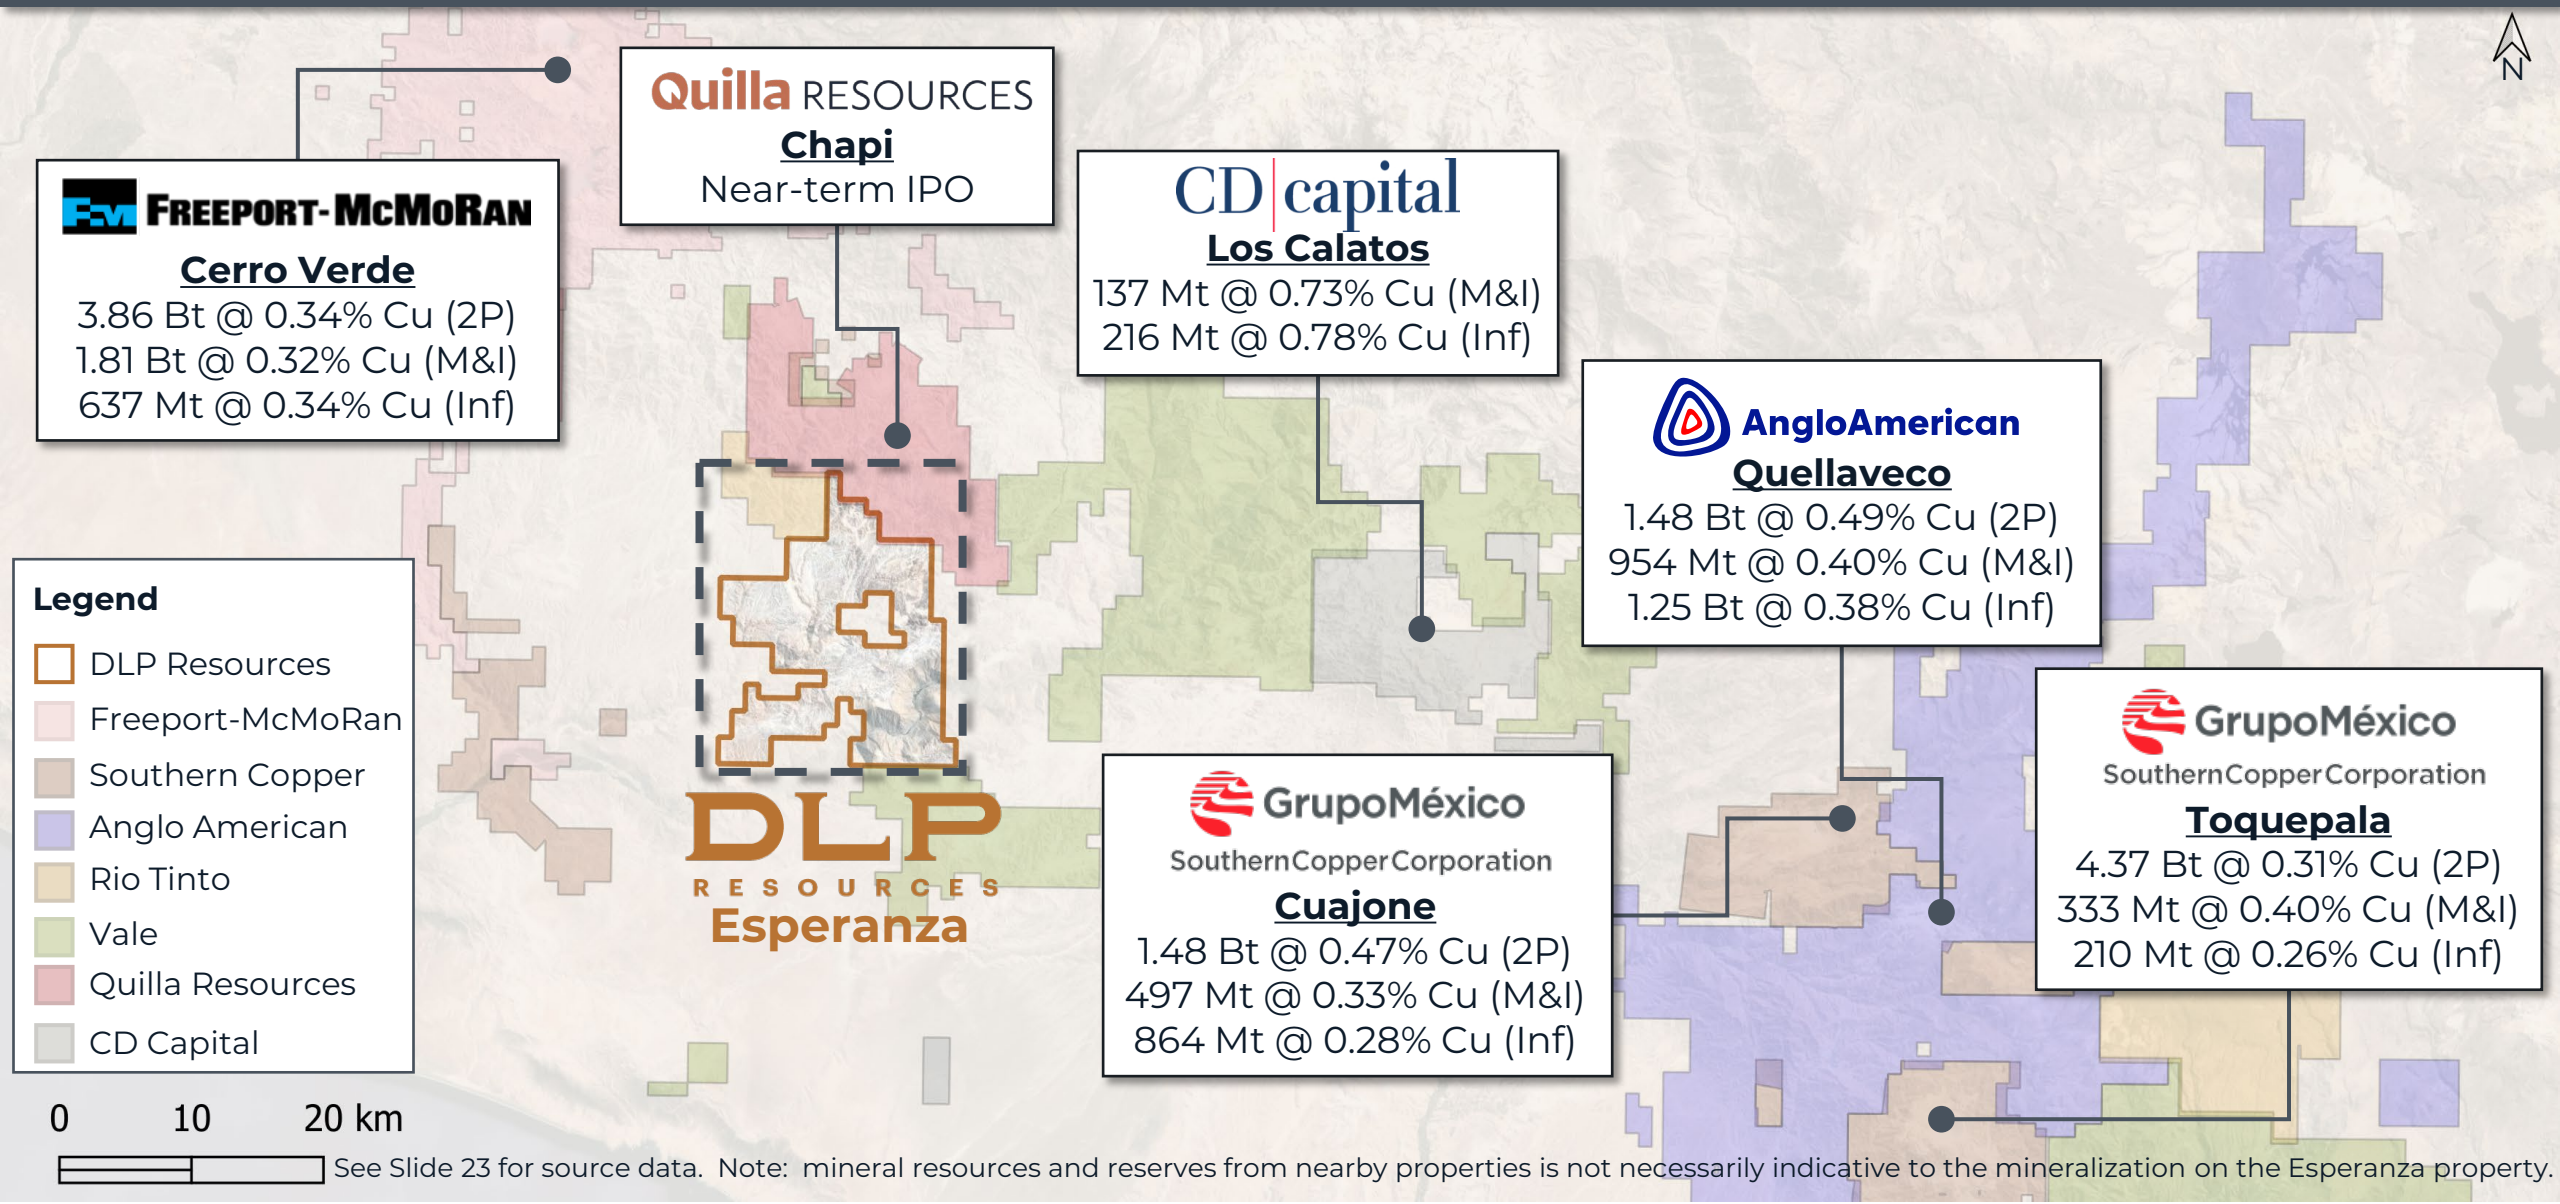 N
Quilla RESOURCES
Chapi
Near-term IPO
FM FREEPORT-MCMORAN
Cerro Verde
3.86 Bt @ 0.34% Cu (2P)
1.81 Bt @ 0.32% Cu (M&I)
637 Mt @ 0.34% Cu (Inf)
CD capital
Los Calatos
137 Mt @ 0.73% Cu (M&I)
216 Mt @ 0.78% Cu (Inf)
AngloAmerican
Quellaveco
1.48 Bt @ 0.49% Cu (2P)
954 Mt @ 0.40% Cu (M&I)
1.25 Bt @ 0.38% Cu (Inf)
Legend
DLP Resources
Freeport-McMoRan
Southern Copper
Anglo American
Rio Tinto
Vale
Quilla Resources
CD Capital
DLP
RESOURCES
Esperanza
GrupoMéxico
Southern Copper Corporation
Cuajone
1.48 Bt @ 0.47% Cu (2P)
497 Mt @ 0.33% Cu (M&I)
864 Mt @ 0.28% Cu (Inf)
GrupoMéxico
Southern Copper Corporation
Toquepala
4.37 Bt @ 0.31% Cu (2P)
333 Mt @ 0.40% Cu (M&I)
210 Mt @ 0.26% Cu (Inf)
0 10 20 km
See Slide 23 for source data. Note: mineral resources and reserves from nearby properties is not necessarily indicative to the mineralization on the Esperanza property.